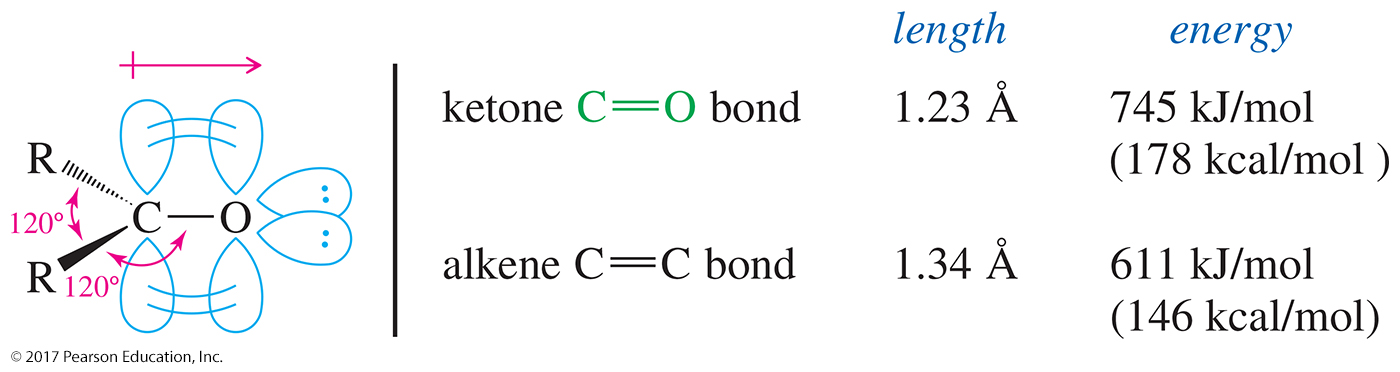 length energy
ketone C=O bond 1.23 Å 745 kJ/mol
(178 kcal/mol )
alkene C=C bond 1.34 Å 611 kJ/mol
(146 kcal/mol)
R
120°
C—O
R 120°
© 2017 Pearson Education, Inc.